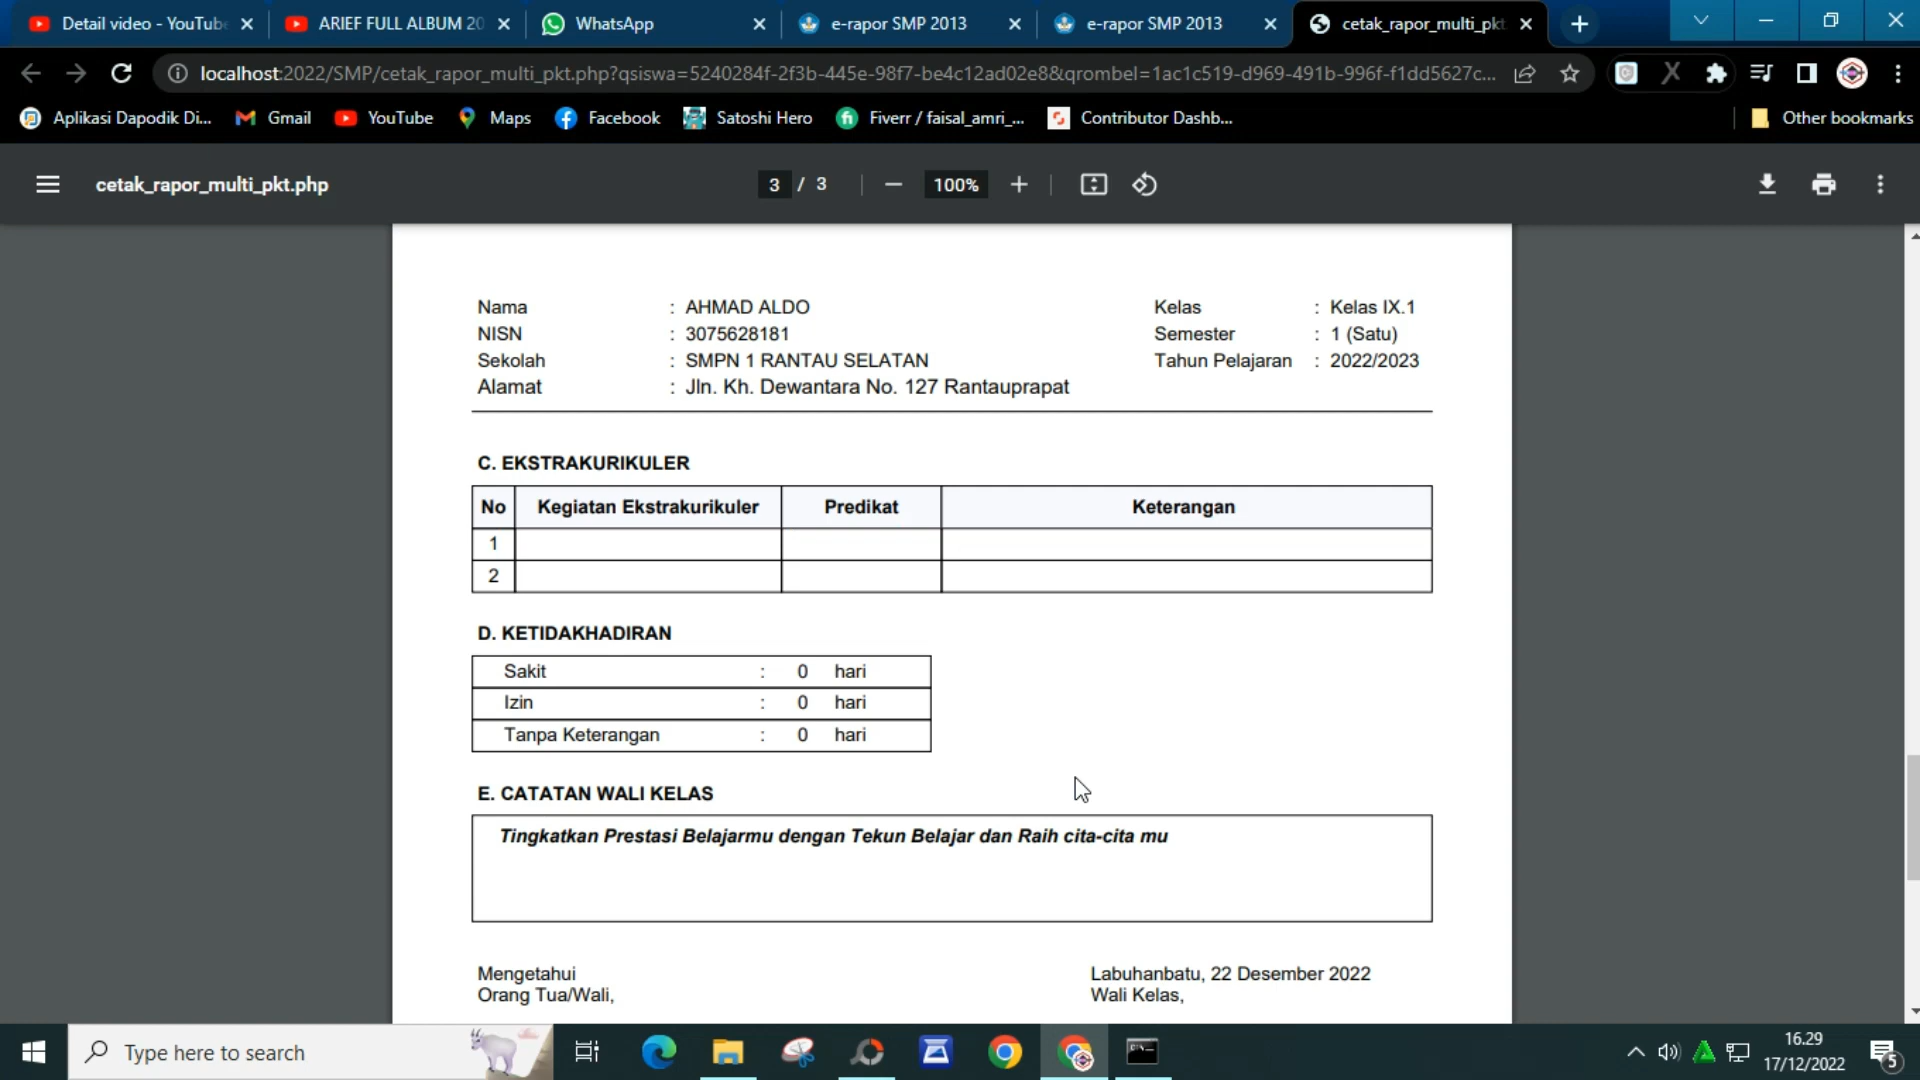 Detail video - YouTube
ARIEF FULL ALBUM 20
WhatsApp
e-rapor SMP 2013
e-rapor SMP 2013
cetak_rapor_multi_pkt
localhost:2022/SMP/cetak_rapor_multi_pkt.php?qsiswa=5240284f-2f3b-445e-98f7-be4c12ad02e8&qrombel=1ac1c519-d969-491b-996f-f1dd5627c...
Aplikasi Dapodik Di...
Gmail
YouTube
Maps
Facebook
Satoshi Hero
Fiverr / faisal_amri_...
Contributor Dashb...
Other bookmarks
cetak_rapor_multi_pkt.php
3 / 3
100%
Nama : AHMAD ALDO Kelas : Kelas IX.1
NISN : 3075628181 Semester : 1 (Satu)
Sekolah : SMPN 1 RANTAU SELATAN Tahun Pelajaran : 2022/2023
Alamat : Jln. Kh. Dewantara No. 127 Rantauprapat
C. EKSTRAKURIKULER
No Kegiatan Ekstrakurikuler Predikat Keterangan
1
2
D. KETIDAKHADIRAN
Sakit : 0 hari
Izin : 0 hari
Tanpa Keterangan : 0 hari
E. CATATAN WALI KELAS
Tingkatkan Prestasi Belajarmu dengan Tekun Belajar dan Raih cita-cita mu
Mengetahui
Orang Tua/Wali,
Labuhanbatu, 22 Desember 2022
Wali Kelas,
Type here to search
16.29
17/12/2022
5